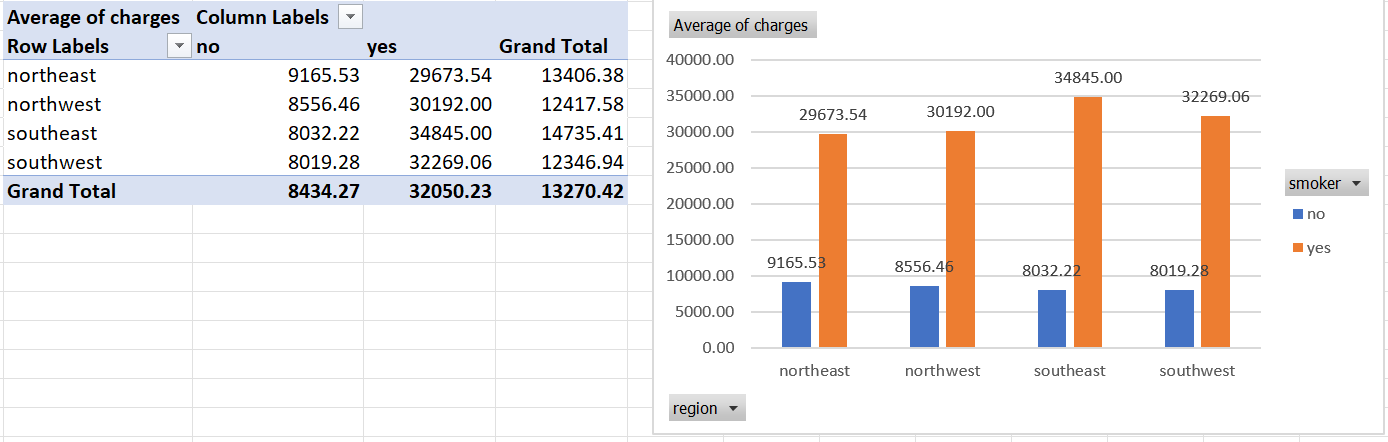 Average of charges Column Labels
Row Labels no yes Grand Total
northeast 9165.53 29673.54 13406.38
northwest 8556.46 30192.00 12417.58
southeast 8032.22 34845.00 14735.41
southwest 8019.28 32269.06 12346.94
Grand Total 8434.27 32050.23 13270.42
Average of charges
40000.00
35000.00
30000.00
25000.00
20000.00
15000.00
10000.00
5000.00
0.00
29673.54
30192.00
34845.00
32269.06
9165.53
8556.46
8032.22
8019.28
northeast northwest southeast southwest
region
smoker
no
yes